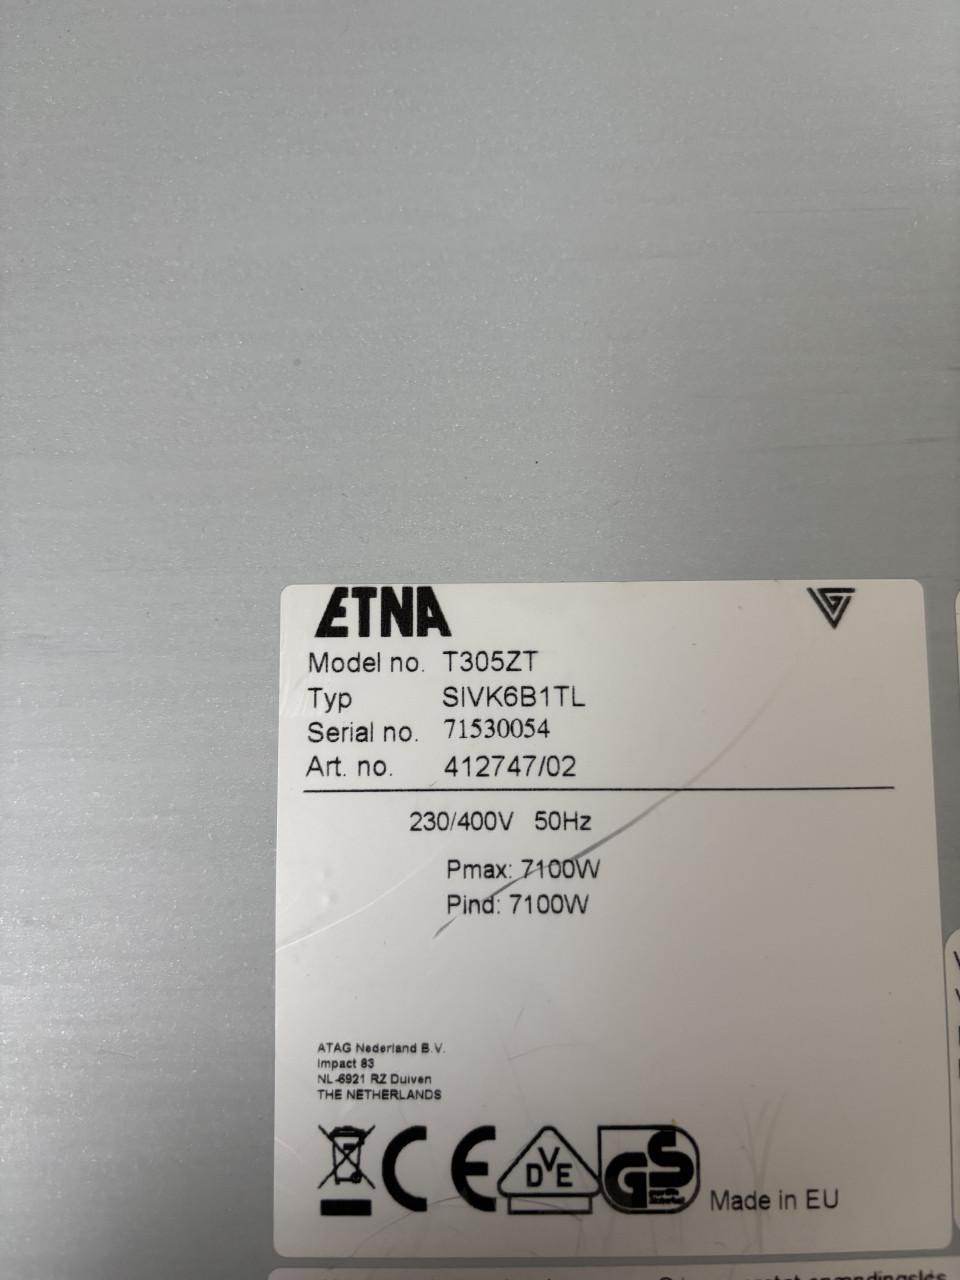 ETNA
Model no. T305ZT
Typ SIVK6B1TL
Serial no. 71530054
Art. no. 412747/02
230/400V 50Hz
Pmax: 7100W
Pind: 7100W
ATAG Nederland B.V.
Impact 83
NL-6921 RZ Duiven
THE NETHERLANDS
CE DVE GS Made in EU